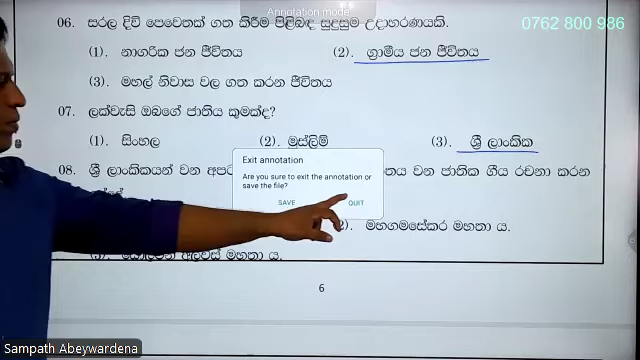 Annotation mode
0762 800 986
06. සරල දිවි පෙවෙතක් ගත කිරීම පිළිබඳ සුදුසුම උදාහරණයකි.
(1). නාගරික ජන ජීවිතය (2). ග්‍රාමීය ජන ජීවිතය
(3). මහල් නිවාස වල ගත කරන ජීවිතය
07. ලක්වැසි ඔබගේ ජාතිය කුමක්ද?
(1). සිංහල (2). මුස්ලිම් (3). ශ්‍රී ලාංකික
Exit annotation
Are you sure to exit the annotation or
save the file?
SAVE QUIT
08. ශ්‍රී ලාංකිකයන් වන අපට වන ජාතික ගීය රචනා කරන
(2). මහගමසේකර මහතා ය.
මහතා ය.
6
Sampath Abeywardena